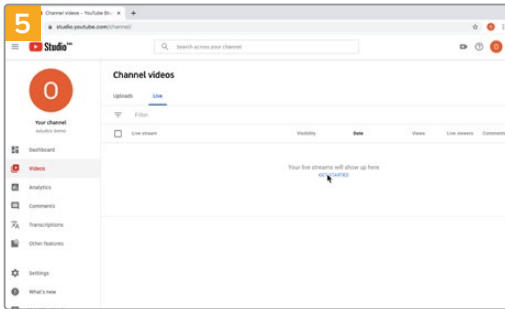 5
Channel videos - YouTube Stu
studio.youtube.com/channel/
Studio
Search across your channel
O
Your channel
Dashboard
Videos
Analytics
Comments
Transcriptions
Other features
Settings
What's new
Channel videos
Uploads
Live
Filter
Live stream
Visibility
Date
Views
Live viewers
Comments
Your live streams will show up here
GET STARTED